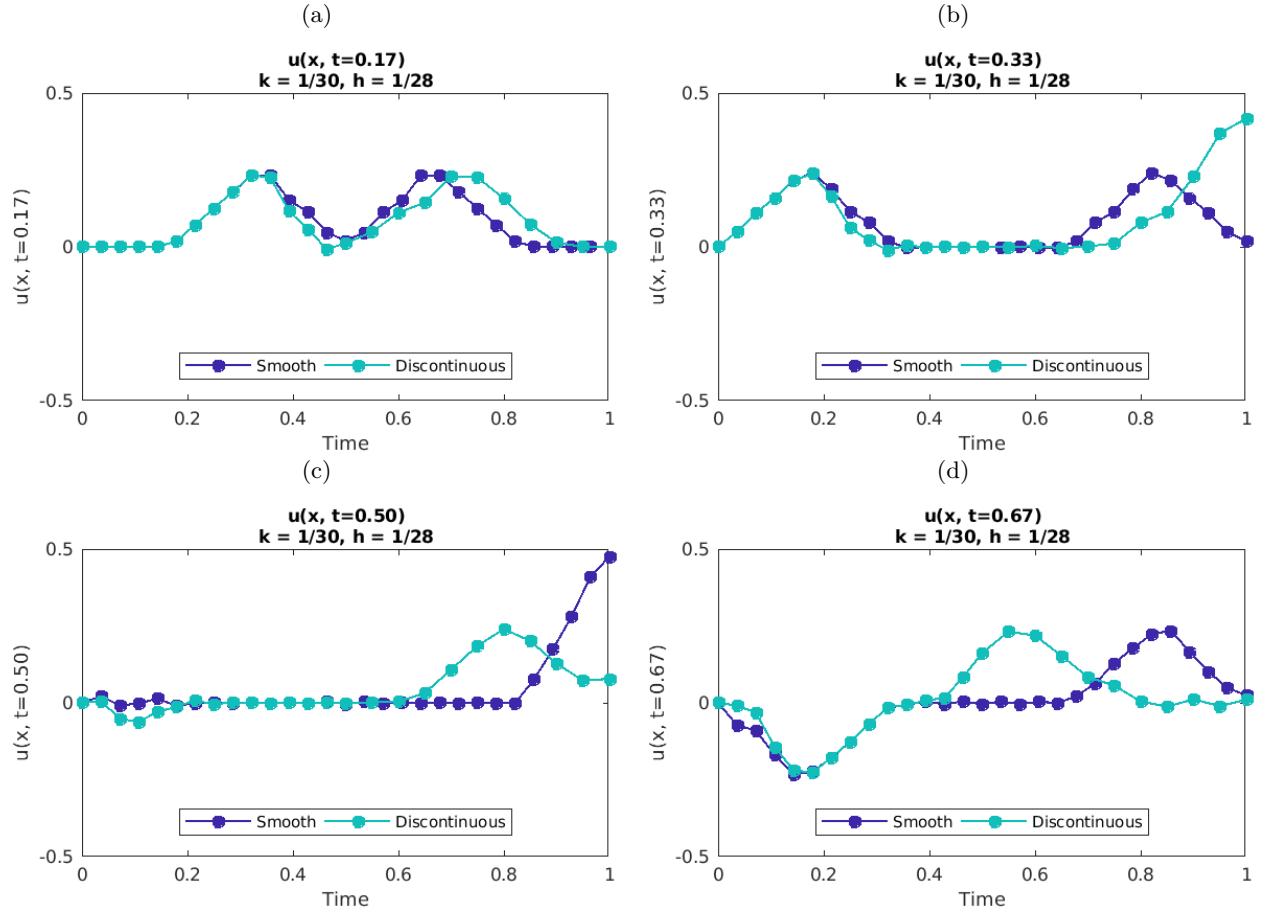 (a)
u(x, t=0.17)
k = 1/30, h = 1/28
u(x, t=0.17)
0.5
0
-0.5
0 0.2 0.4 0.6 0.8 1
Time
Smooth Discontinuous
(b)
u(x, t=0.33)
k = 1/30, h = 1/28
u(x, t=0.33)
0.5
0
-0.5
0 0.2 0.4 0.6 0.8 1
Time
Smooth Discontinuous
(c)
u(x, t=0.50)
k = 1/30, h = 1/28
u(x, t=0.50)
0.5
0
-0.5
0 0.2 0.4 0.6 0.8 1
Time
Smooth Discontinuous
(d)
u(x, t=0.67)
k = 1/30, h = 1/28
u(x, t=0.67)
0.5
0
-0.5
0 0.2 0.4 0.6 0.8 1
Time
Smooth Discontinuous